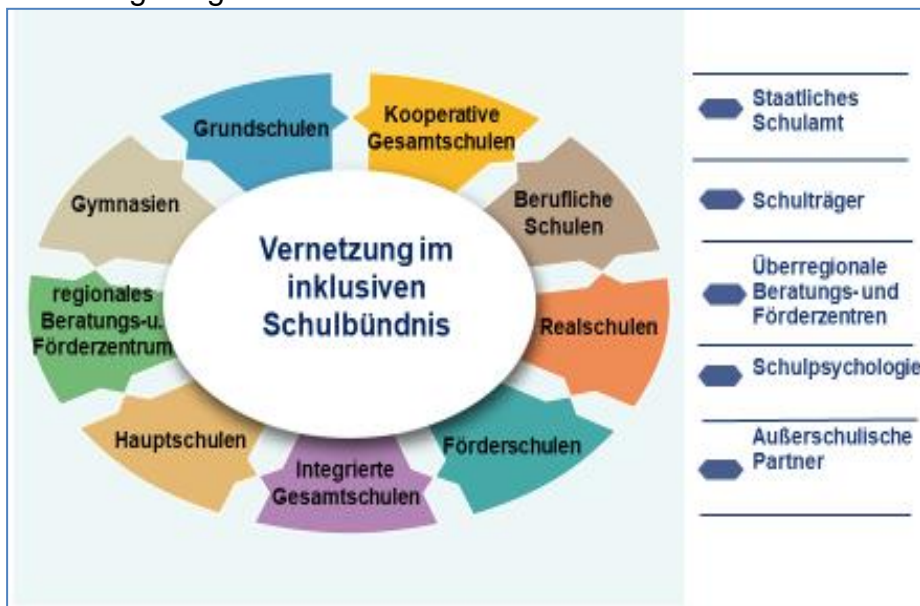 Grundschulen
Kooperative
Gesamtschulen
Gymnasien
Berufliche
Schulen
Vernetzung im
inklusiven
Schulbündnis
regionales
Beratungs-u.
Förderzentrum
Realschulen
Hauptschulen
Förderschulen
Integrierte
Gesamtschulen
Staatliches
Schulamt
Schulträger
Überregionale
Beratungs- und
Förderzentren
Schulpsychologie
Außerschulische
Partner